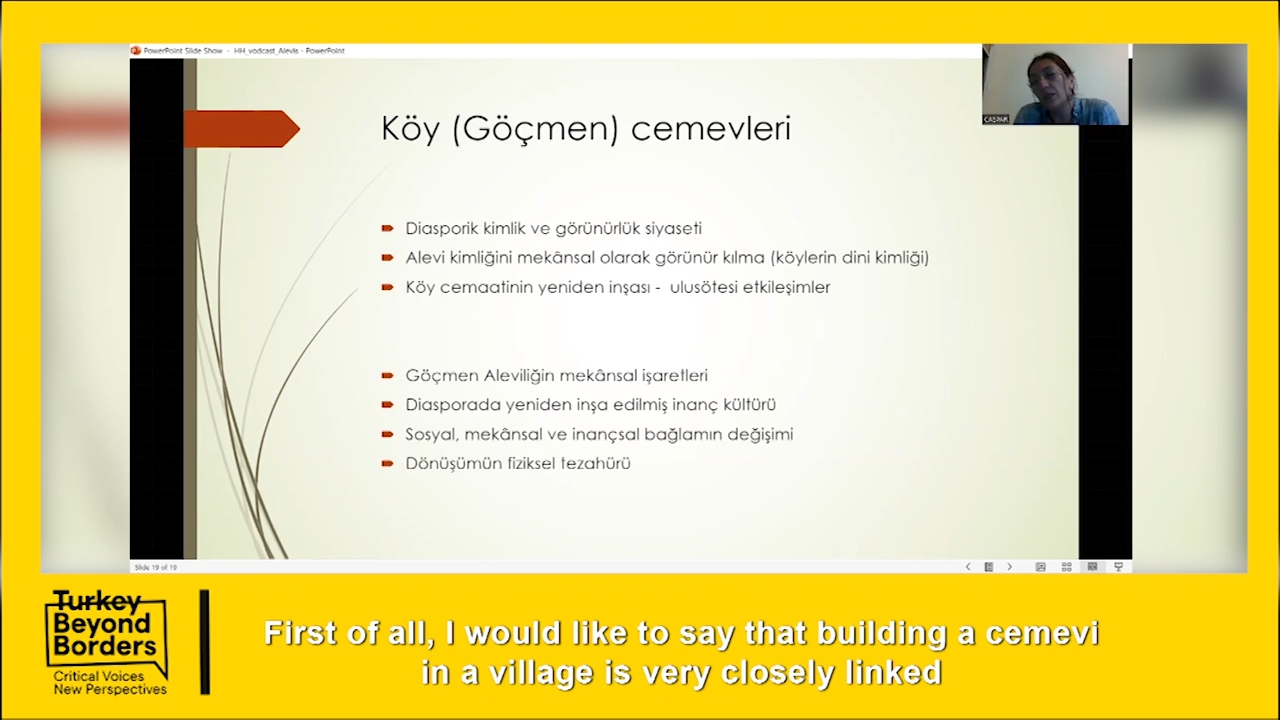 PowerPoint Slide Show - HH_vodcast_Alevis - PowerPoint
CASPAR
Köy (Göçmen) cemevleri
Diasporik kimlik ve görünürlük siyaseti
Alevi kimliğini mekânsal olarak görünür kılma (köylerin dini kimliği)
Köy cemaatinin yeniden inşası - ulusötesi etkileşimler
Göçmen Aleviliğin mekânsal işaretleri
Diasporada yeniden inşa edilmiş inanç kültürü
Sosyal, mekânsal ve inançsal bağlamın değişimi
Dönüşümün fiziksel tezahürü
Slide 19 of 19
Turkey
Beyond
Borders
Critical Voices
New Perspectives
First of all, I would like to say that building a cemevi
in a village is very closely linked